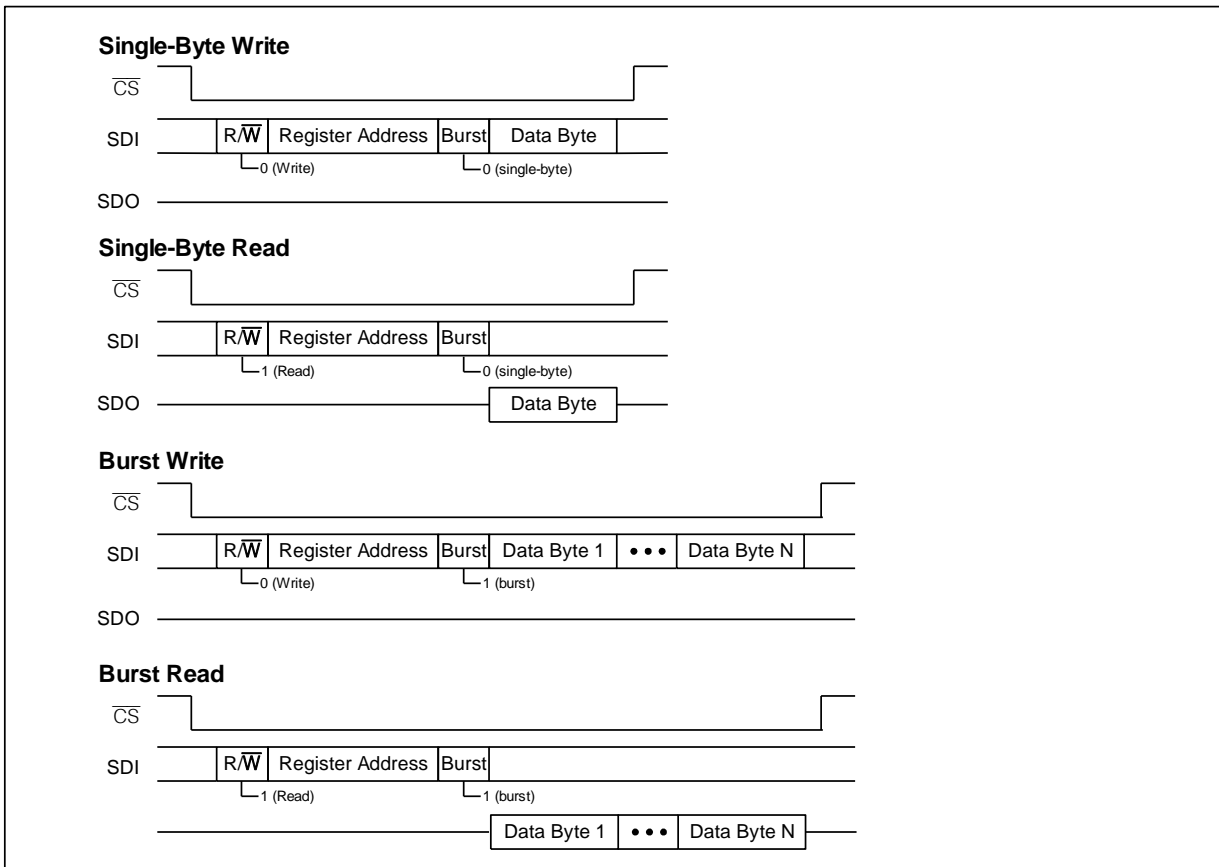 Single-Byte Write
CS
SDI R/W Register Address Burst Data Byte
0 (Write) 0 (single-byte)
SDO
Single-Byte Read
CS
SDI R/W Register Address Burst
1 (Read) 0 (single-byte)
SDO Data Byte
Burst Write
CS
SDI R/W Register Address Burst Data Byte 1 ••• Data Byte N
0 (Write) 1 (burst)
SDO
Burst Read
CS
SDI R/W Register Address Burst
1 (Read) 1 (burst)
Data Byte 1 ••• Data Byte N